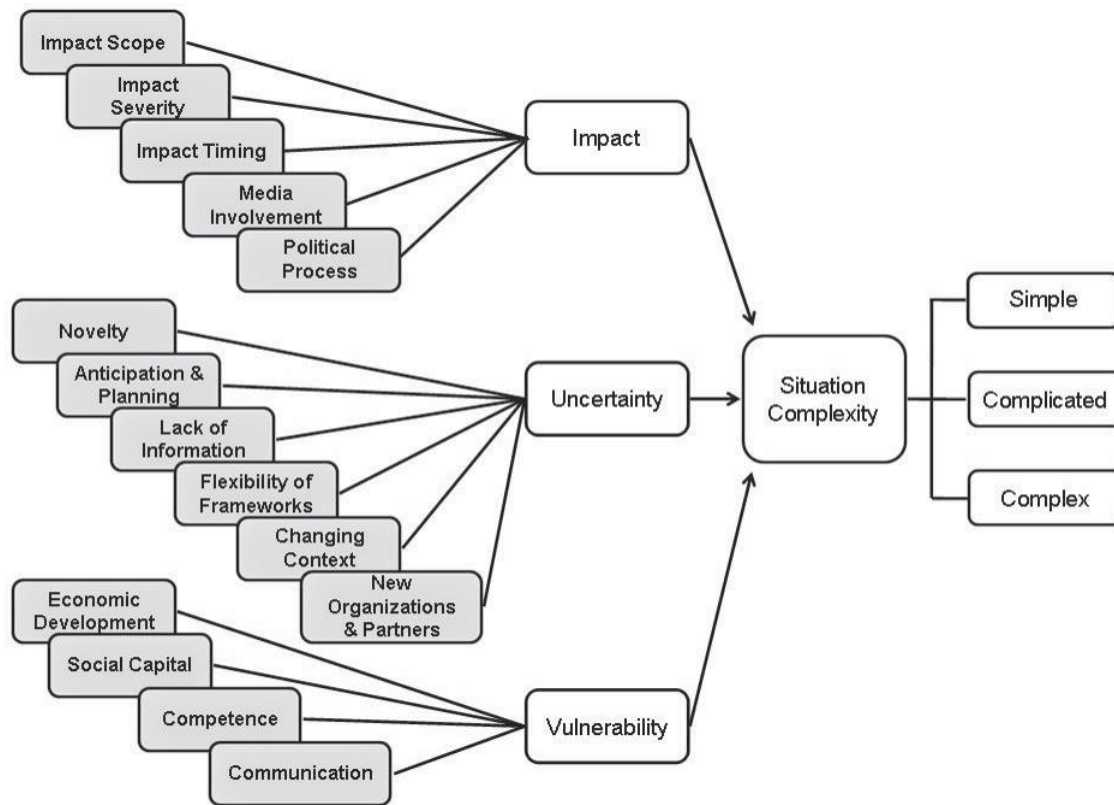 Impact Scope
Impact
Severity
Impact Timing
Media
Involvement
Political
Process
Impact
Novelty
Anticipation &
Planning
Lack of
Information
Flexibility of
Frameworks
Changing
Context
New
Organizations
& Partners
Uncertainty
Economic
Development
Social Capital
Competence
Communication
Vulnerability
Situation
Complexity
Simple
Complicated
Complex